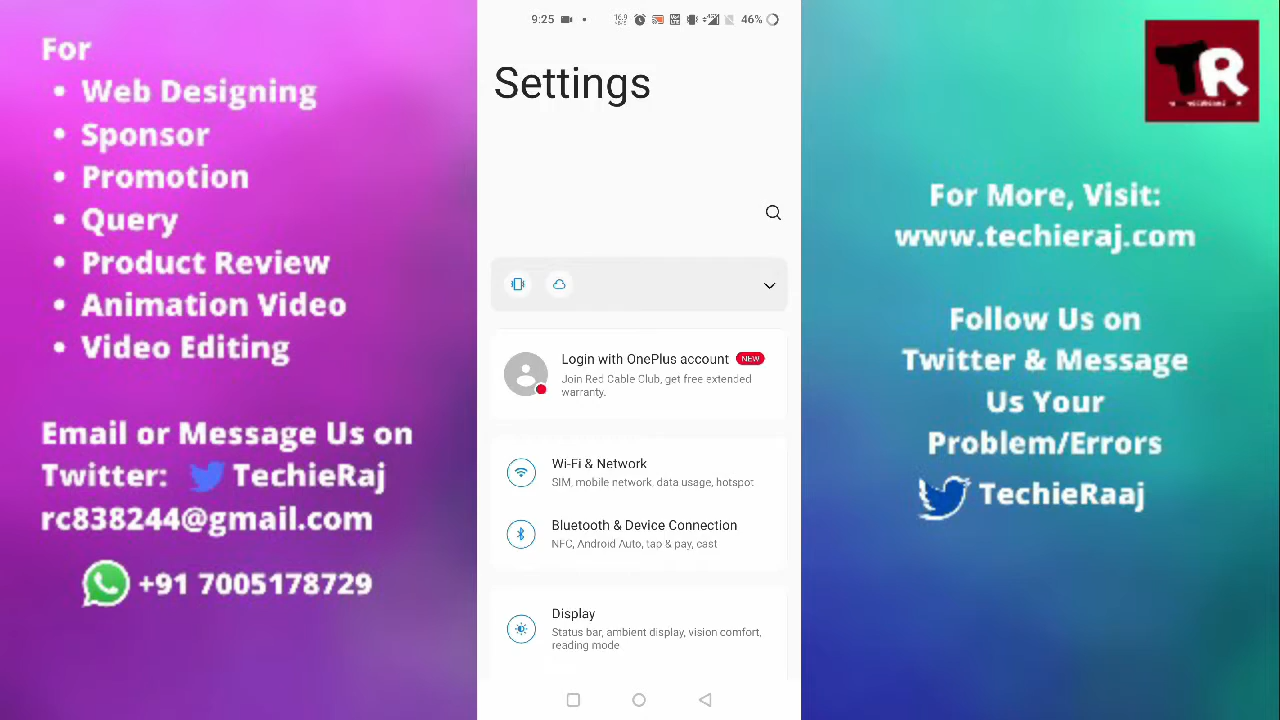 For
• Web Designing
• Sponsor
• Promotion
• Query
• Product Review
• Animation Video
• Video Editing
Email or Message Us on
Twitter: TechieRaj
rc838244@gmail.com
+91 7005178729
9:25
46%
Settings
Login with OnePlus account NEW
Join Red Cable Club, get free extended
warranty.
Wi-Fi & Network
SIM, mobile network, data usage, hotspot
Bluetooth & Device Connection
NFC, Android Auto, tap & pay, cast
Display
Status bar, ambient display, vision comfort,
reading mode
TR
For More, Visit:
www.techieraj.com
Follow Us on
Twitter & Message
Us Your
Problem/Errors
TechieRaaj